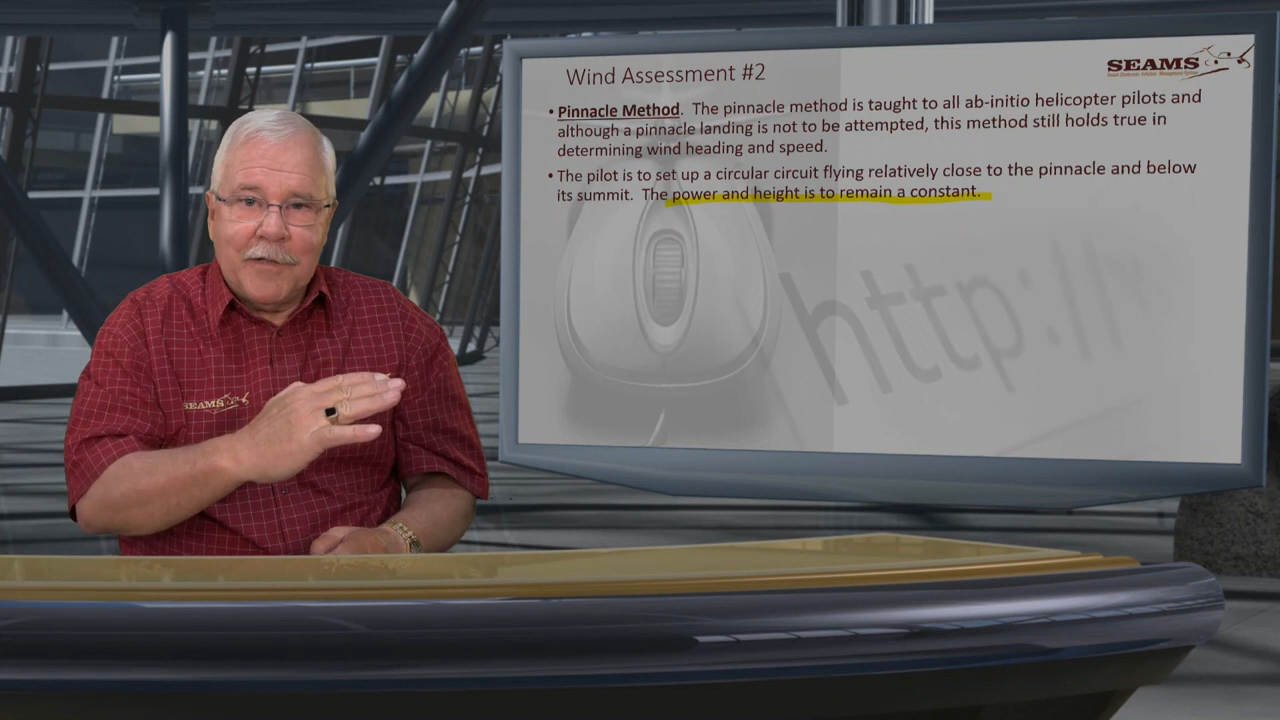 SEAMS
Wind Assessment #2
• Pinnacle Method. The pinnacle method is taught to all ab-initio helicopter pilots and
although a pinnacle landing is not to be attempted, this method still holds true in
determining wind heading and speed.
• The pilot is to set up a circular circuit flying relatively close to the pinnacle and below
its summit. The power and height is to remain a constant.
http://
SEAMS